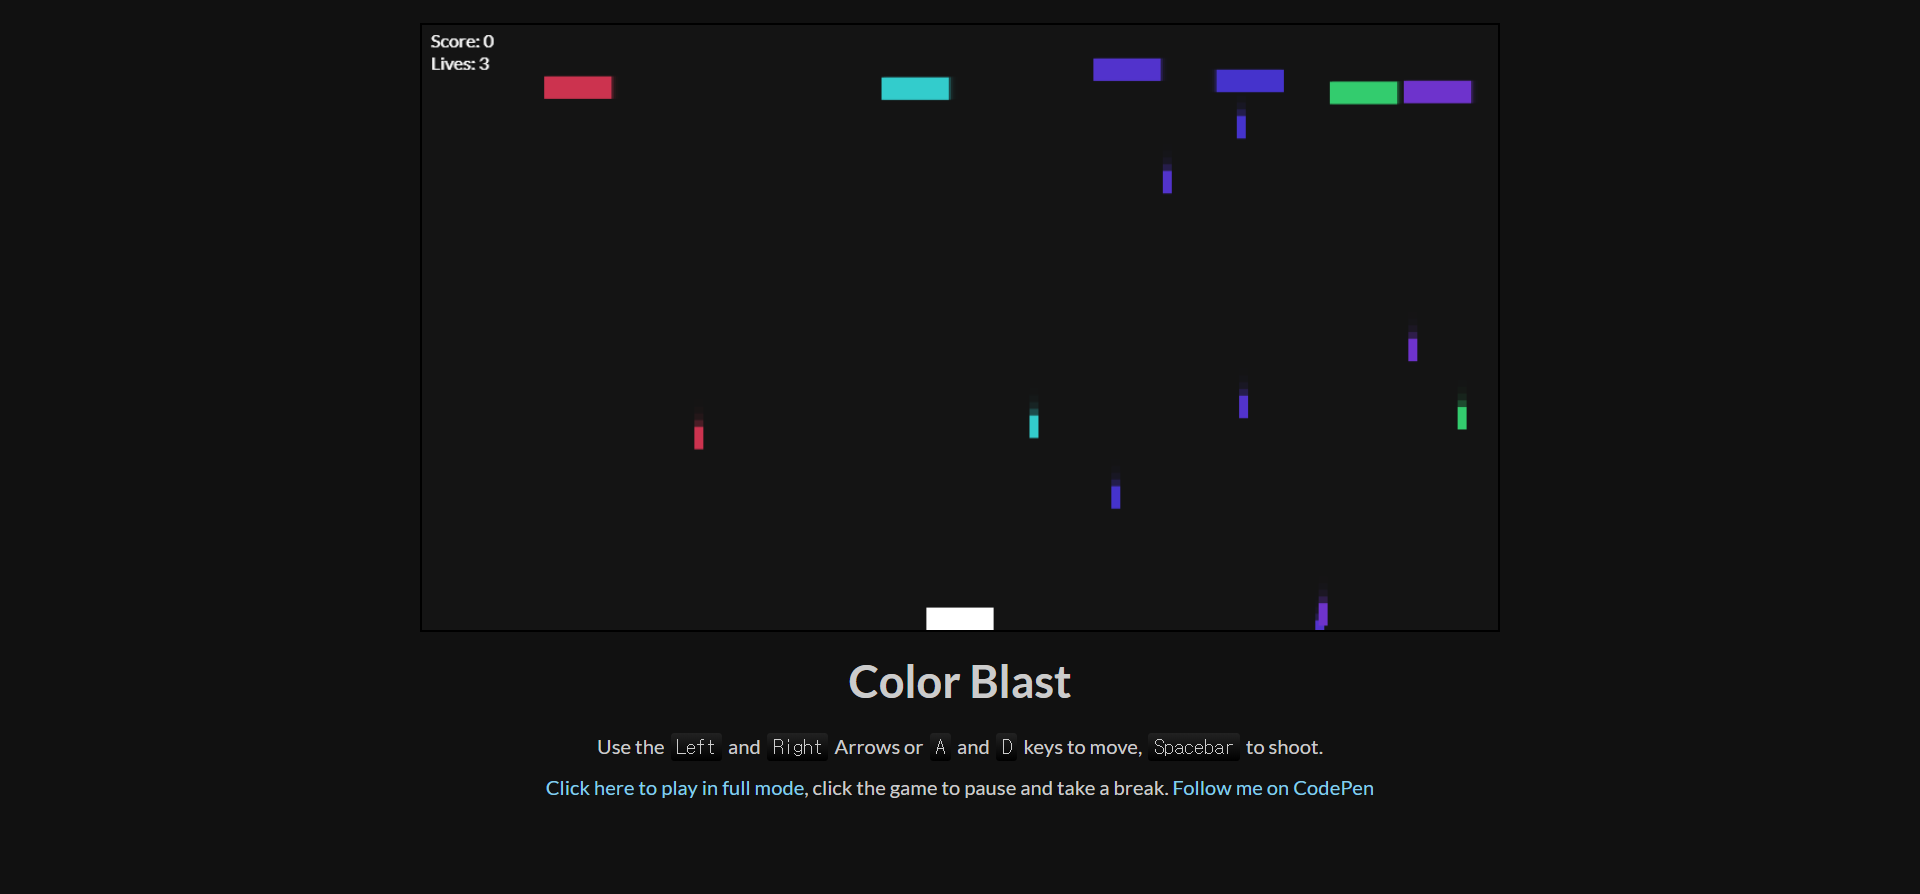 Score: 0
Lives: 3
Color Blast
Use the Left and Right Arrows or A and D keys to move, Spacebar to shoot.
Click here to play in full mode, click the game to pause and take a break. Follow me on CodePen